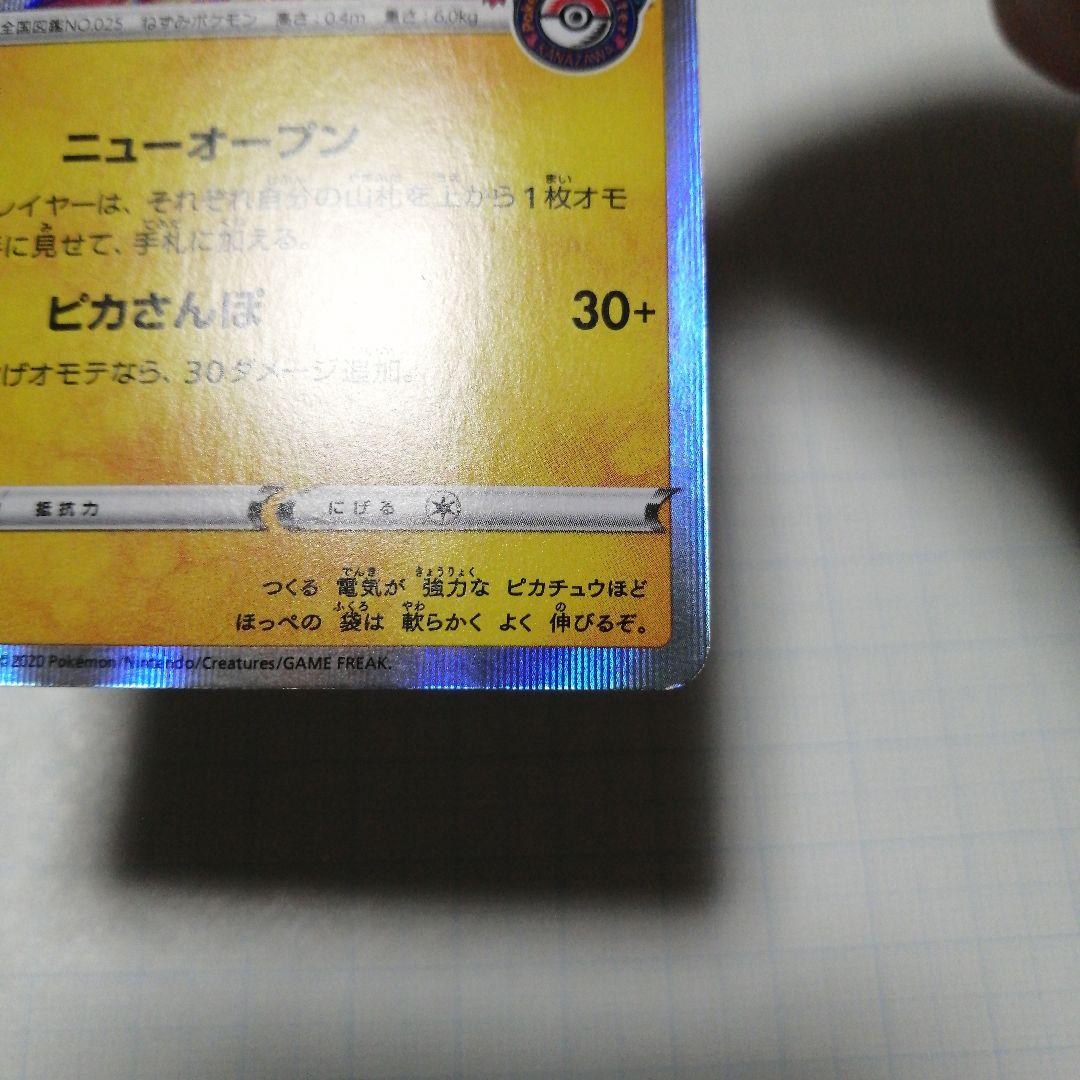 全国図鑑NO.025 ねずみポケモン 高さ：0.4m 重さ：6.0kg
KANAZAWA
ニューオープン
レイヤーは、それぞれ自分の山札を上から1枚オモ
に見せて、手札に加える。
ピカさんぽ 30+
げオモテなら、30ダメージ追加。
抵抗力 にげる
つくる 電気が 強力な ピカチュウほど
ほっぺの 袋は 軟らかく よく 伸びるぞ。
©2020 Pokémon/Nintendo/Creatures/GAME FREAK.